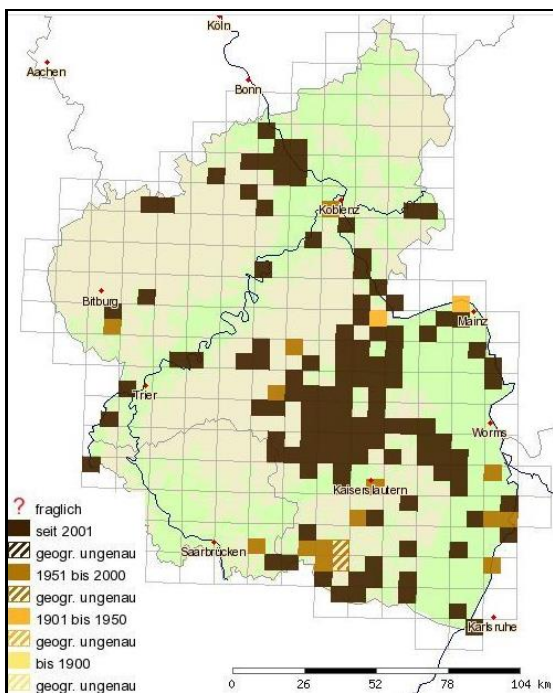 Köln
Aachen
Bonn
Koblenz
Bitburg
Mainz
Trier
Worms
Kaiserslautern
Saarbrücken
Karlsruhe
? fraglich
seit 2001
geogr. ungenau
1951 bis 2000
geogr. ungenau
1901 bis 1950
geogr. ungenau
bis 1900
geogr. ungenau
0 26 52 78 104 km